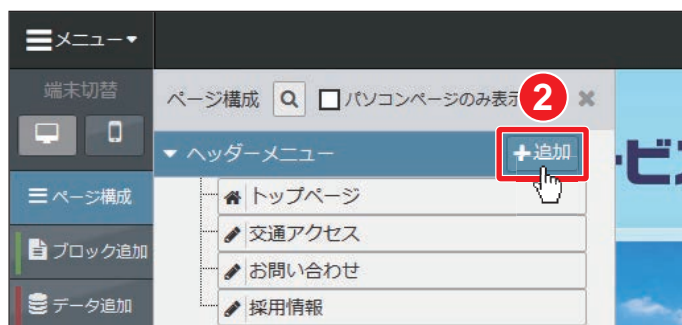 メニュー
端末切替
ページ構成
ブロック追加
データ追加
ページ構成 パソコンページのみ表示
2
ヘッダーメニュー
+追加
トップページ
交通アクセス
お問い合わせ
採用情報
ービス